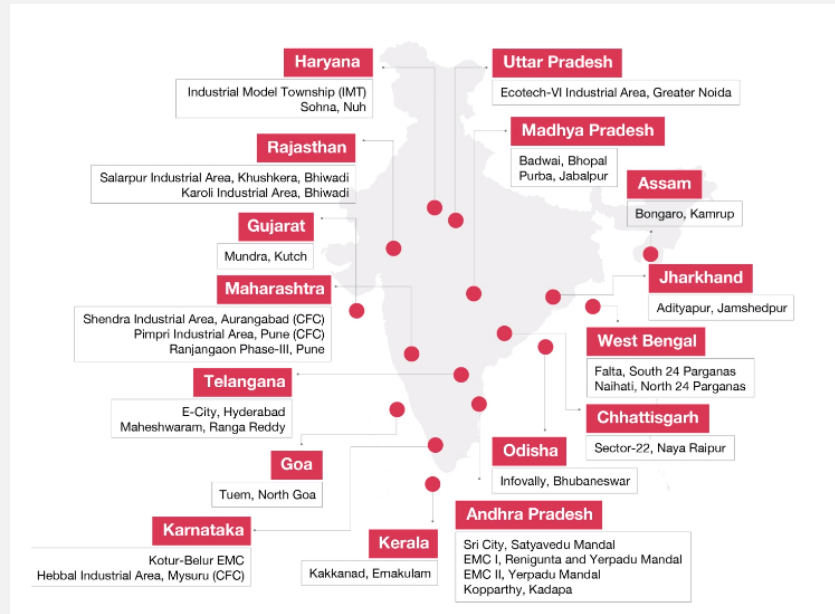 Haryana
Industrial Model Township (IMT)
Sohna, Nuh
Uttar Pradesh
Ecotech-VI Industrial Area, Greater Noida
Rajasthan
Salarpur Industrial Area, Khushkera, Bhiwadi
Karoli Industrial Area, Bhiwadi
Madhya Pradesh
Badwai, Bhopal
Purba, Jabalpur
Assam
Bongaro, Kamrup
Gujarat
Mundra, Kutch
Jharkhand
Adityapur, Jamshedpur
Maharashtra
Shendra Industrial Area, Aurangabad (CFC)
Pimpri Industrial Area, Pune (CFC)
Ranjangaon Phase-III, Pune
West Bengal
Falta, South 24 Parganas
Naihati, North 24 Parganas
Telangana
E-City, Hyderabad
Maheshwaram, Ranga Reddy
Chhattisgarh
Sector-22, Naya Raipur
Goa
Tuem, North Goa
Odisha
Infovally, Bhubaneswar
Karnataka
Kotur-Belur EMC
Hebbal Industrial Area, Mysuru (CFC)
Kerala
Kakkanad, Ernakulam
Andhra Pradesh
Sri City, Satyavedu Mandal
EMC I, Renigunta and Yerpadu Mandal
EMC II, Yerpadu Mandal
Kopparthy, Kadapa